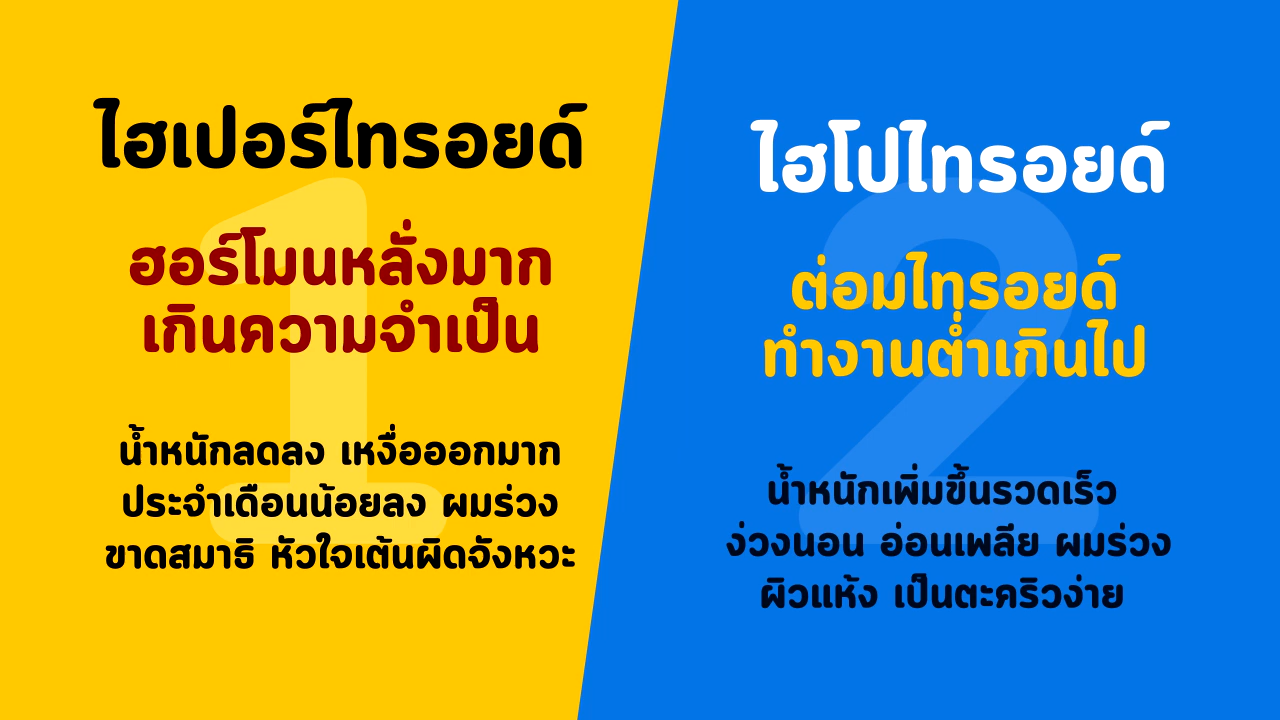 1
ไฮเปอร์ไทรอยด์
ฮอร์โมนหลั่งมาก
เกินความจำเป็น
น้ำหนักลดลง เหงื่อออกมาก
ประจำเดือนน้อยลง ผมร่วง
ขาดสมาธิ หัวใจเต้นผิดจังหวะ
2
ไฮโปไทรอยด์
ต่อมไทรอยด์
ทำงานต่ำเกินไป
น้ำหนักเพิ่มขึ้นรวดเร็ว
ง่วงนอน อ่อนเพลีย ผมร่วง
ผิวแห้ง เป็นตะคริวง่าย